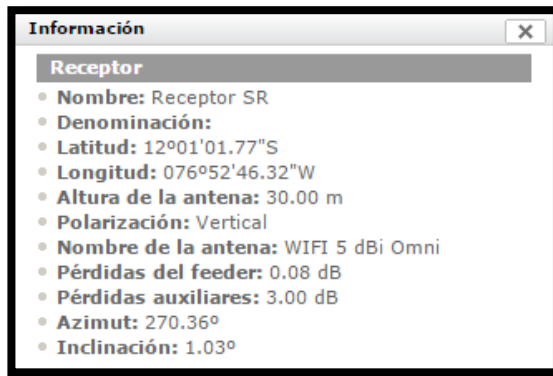 Información
Receptor
Nombre: Receptor SR
Denominación:
Latitud: 12º01'01.77"S
Longitud: 076º52'46.32"W
Altura de la antena: 30.00 m
Polarización: Vertical
Nombre de la antena: WIFI 5 dBi Omni
Pérdidas del feeder: 0.08 dB
Pérdidas auxiliares: 3.00 dB
Azimut: 270.36º
Inclinación: 1.03º